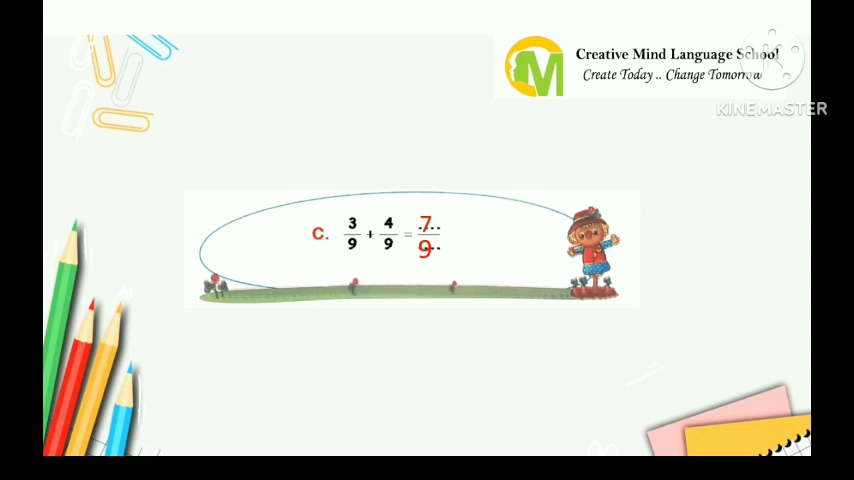 Creative Mind Language School
Create Today .. Change Tomorrow
KINEMASTER
C. 3/9 + 4/9 = 7/9